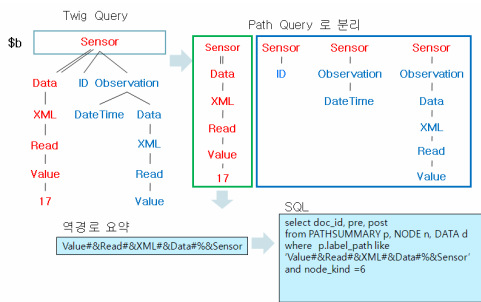 Twig Query
Path Query 로 분리
$b
Sensor
Data ID Observation
XML DateTime Data
Read XML
Value Read
17 Value
Sensor Sensor Sensor Sensor
Data ID Observation Observation
XML DateTime Data
Read XML
Value Read
17 Value
역경로 요약
Value#&Read#&XML#&Data#%&Sensor
SQL
select doc_id, pre, post
from PATHSUMMARY p, NODE n, DATA d
where p.label_path like
'Value#&Read#&XML#&Data#%&Sensor'
and node_kind =6